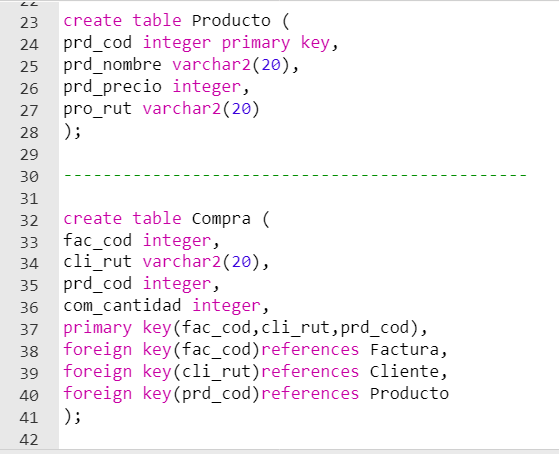 22
23 create table Producto (
24 prd_cod integer primary key,
25 prd_nombre varchar2(20),
26 prd_precio integer,
27 pro_rut varchar2(20)
28 );
29
30 -----------------------------------------------
31
32 create table Compra (
33 fac_cod integer,
34 cli_rut varchar2(20),
35 prd_cod integer,
36 com_cantidad integer,
37 primary key(fac_cod,cli_rut,prd_cod),
38 foreign key(fac_cod)references Factura,
39 foreign key(cli_rut)references Cliente,
40 foreign key(prd_cod)references Producto
41 );
42